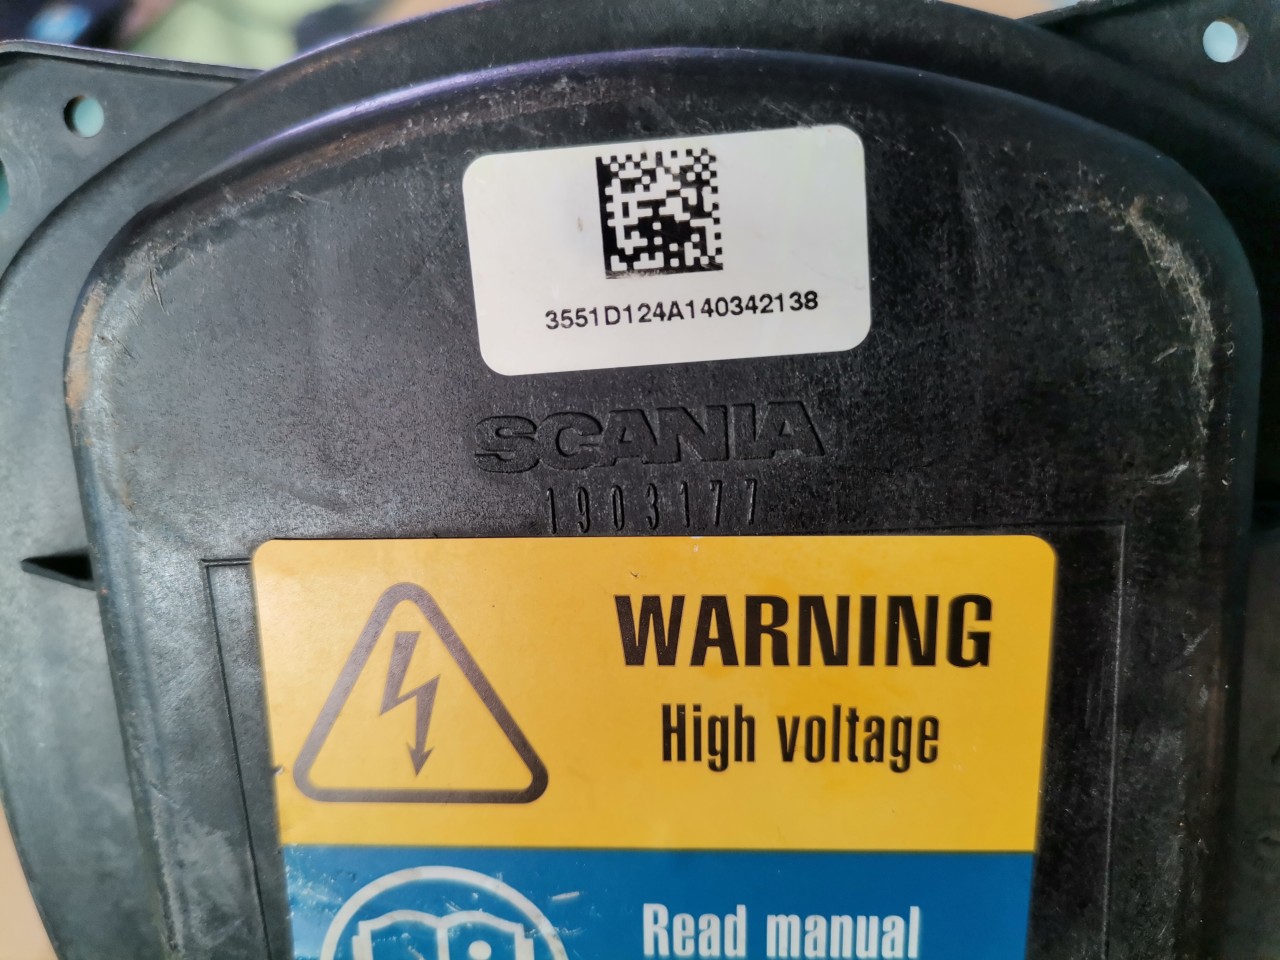 3551D124A140342138
SCANIA
1903177
WARNING
High voltage
Read manual